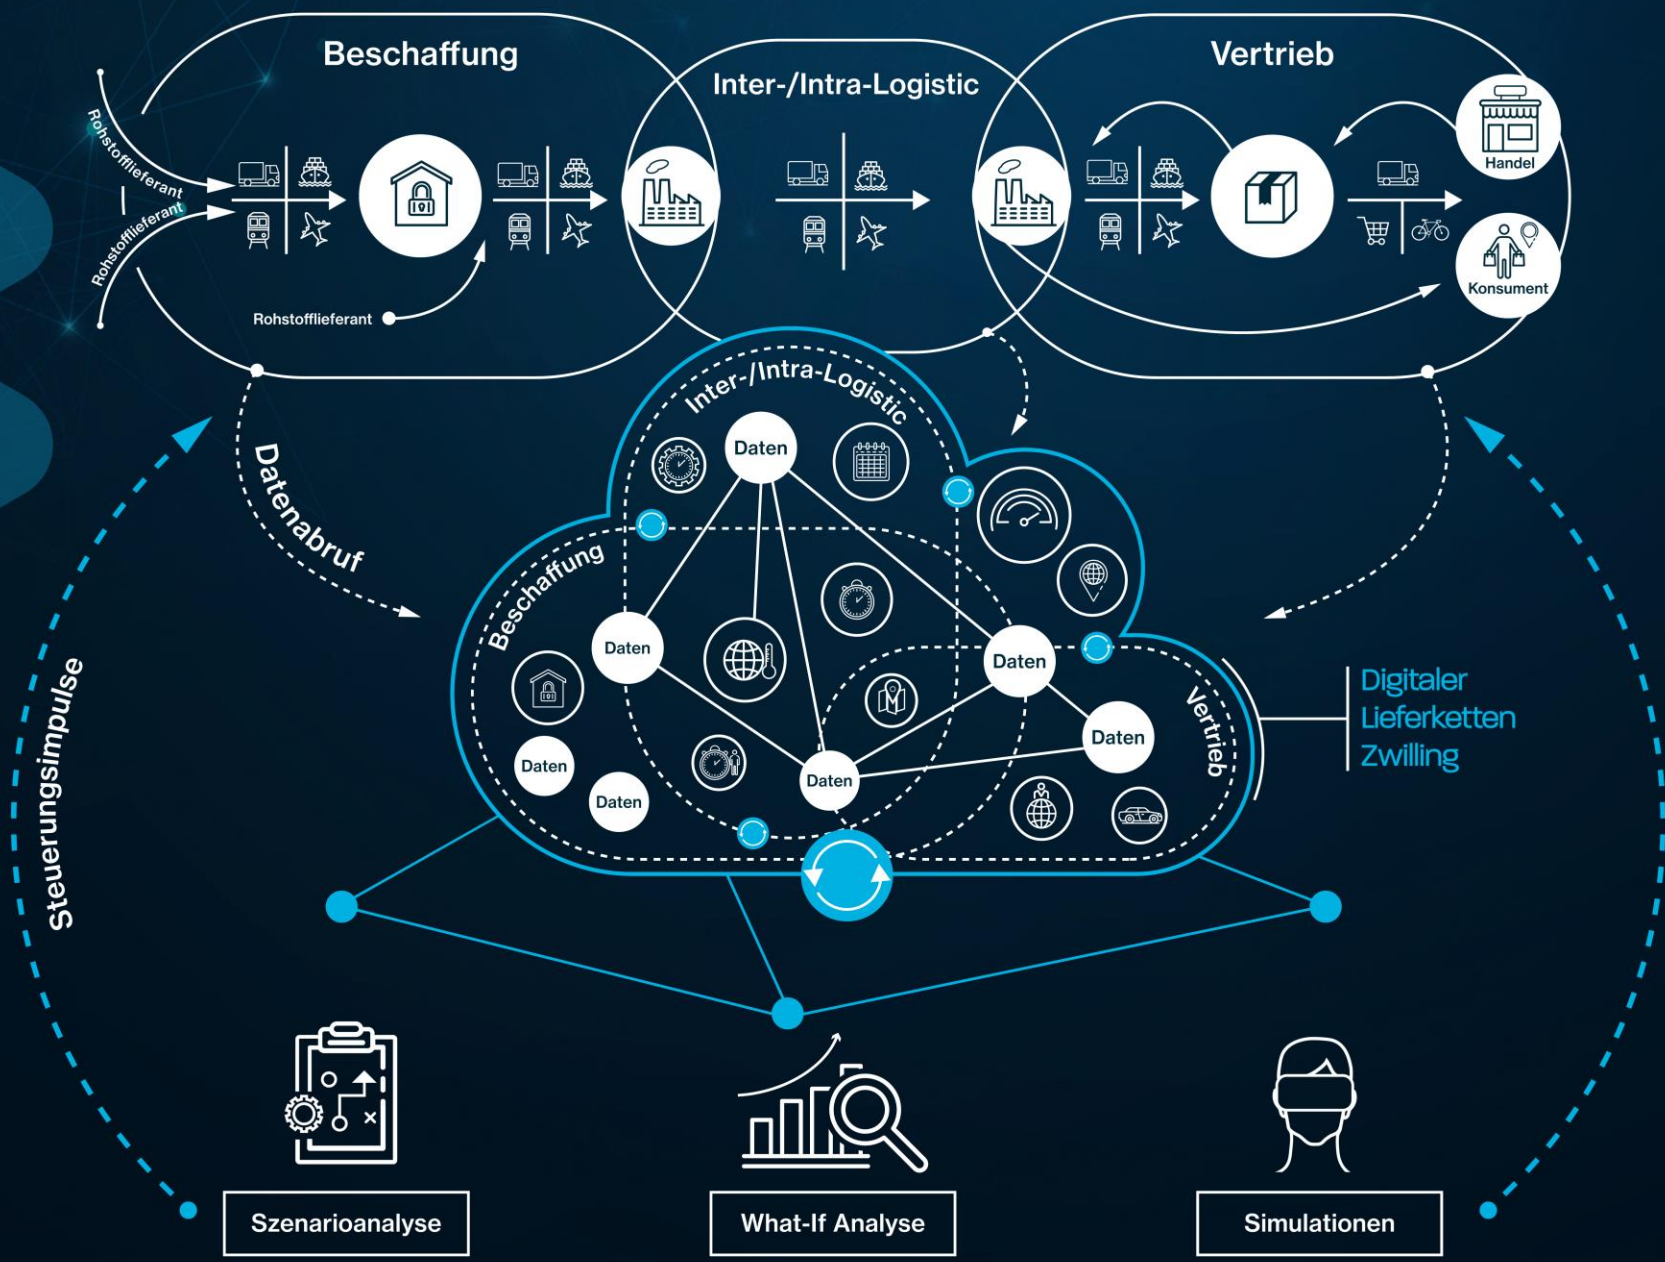 Beschaffung
Inter-/Intra-Logistic
Vertrieb
Rohstofflieferant
Rohstofflieferant
Rohstofflieferant
Handel
Konsument
Datenabruf
Steuerungsimpulse
Inter-/Intra-Logistic
Beschaffung
Vertrieb
Daten
Daten
Daten
Daten
Daten
Daten
Daten
Digitaler
Lieferketten
Zwilling
Szenarioanalyse
What-If Analyse
Simulationen